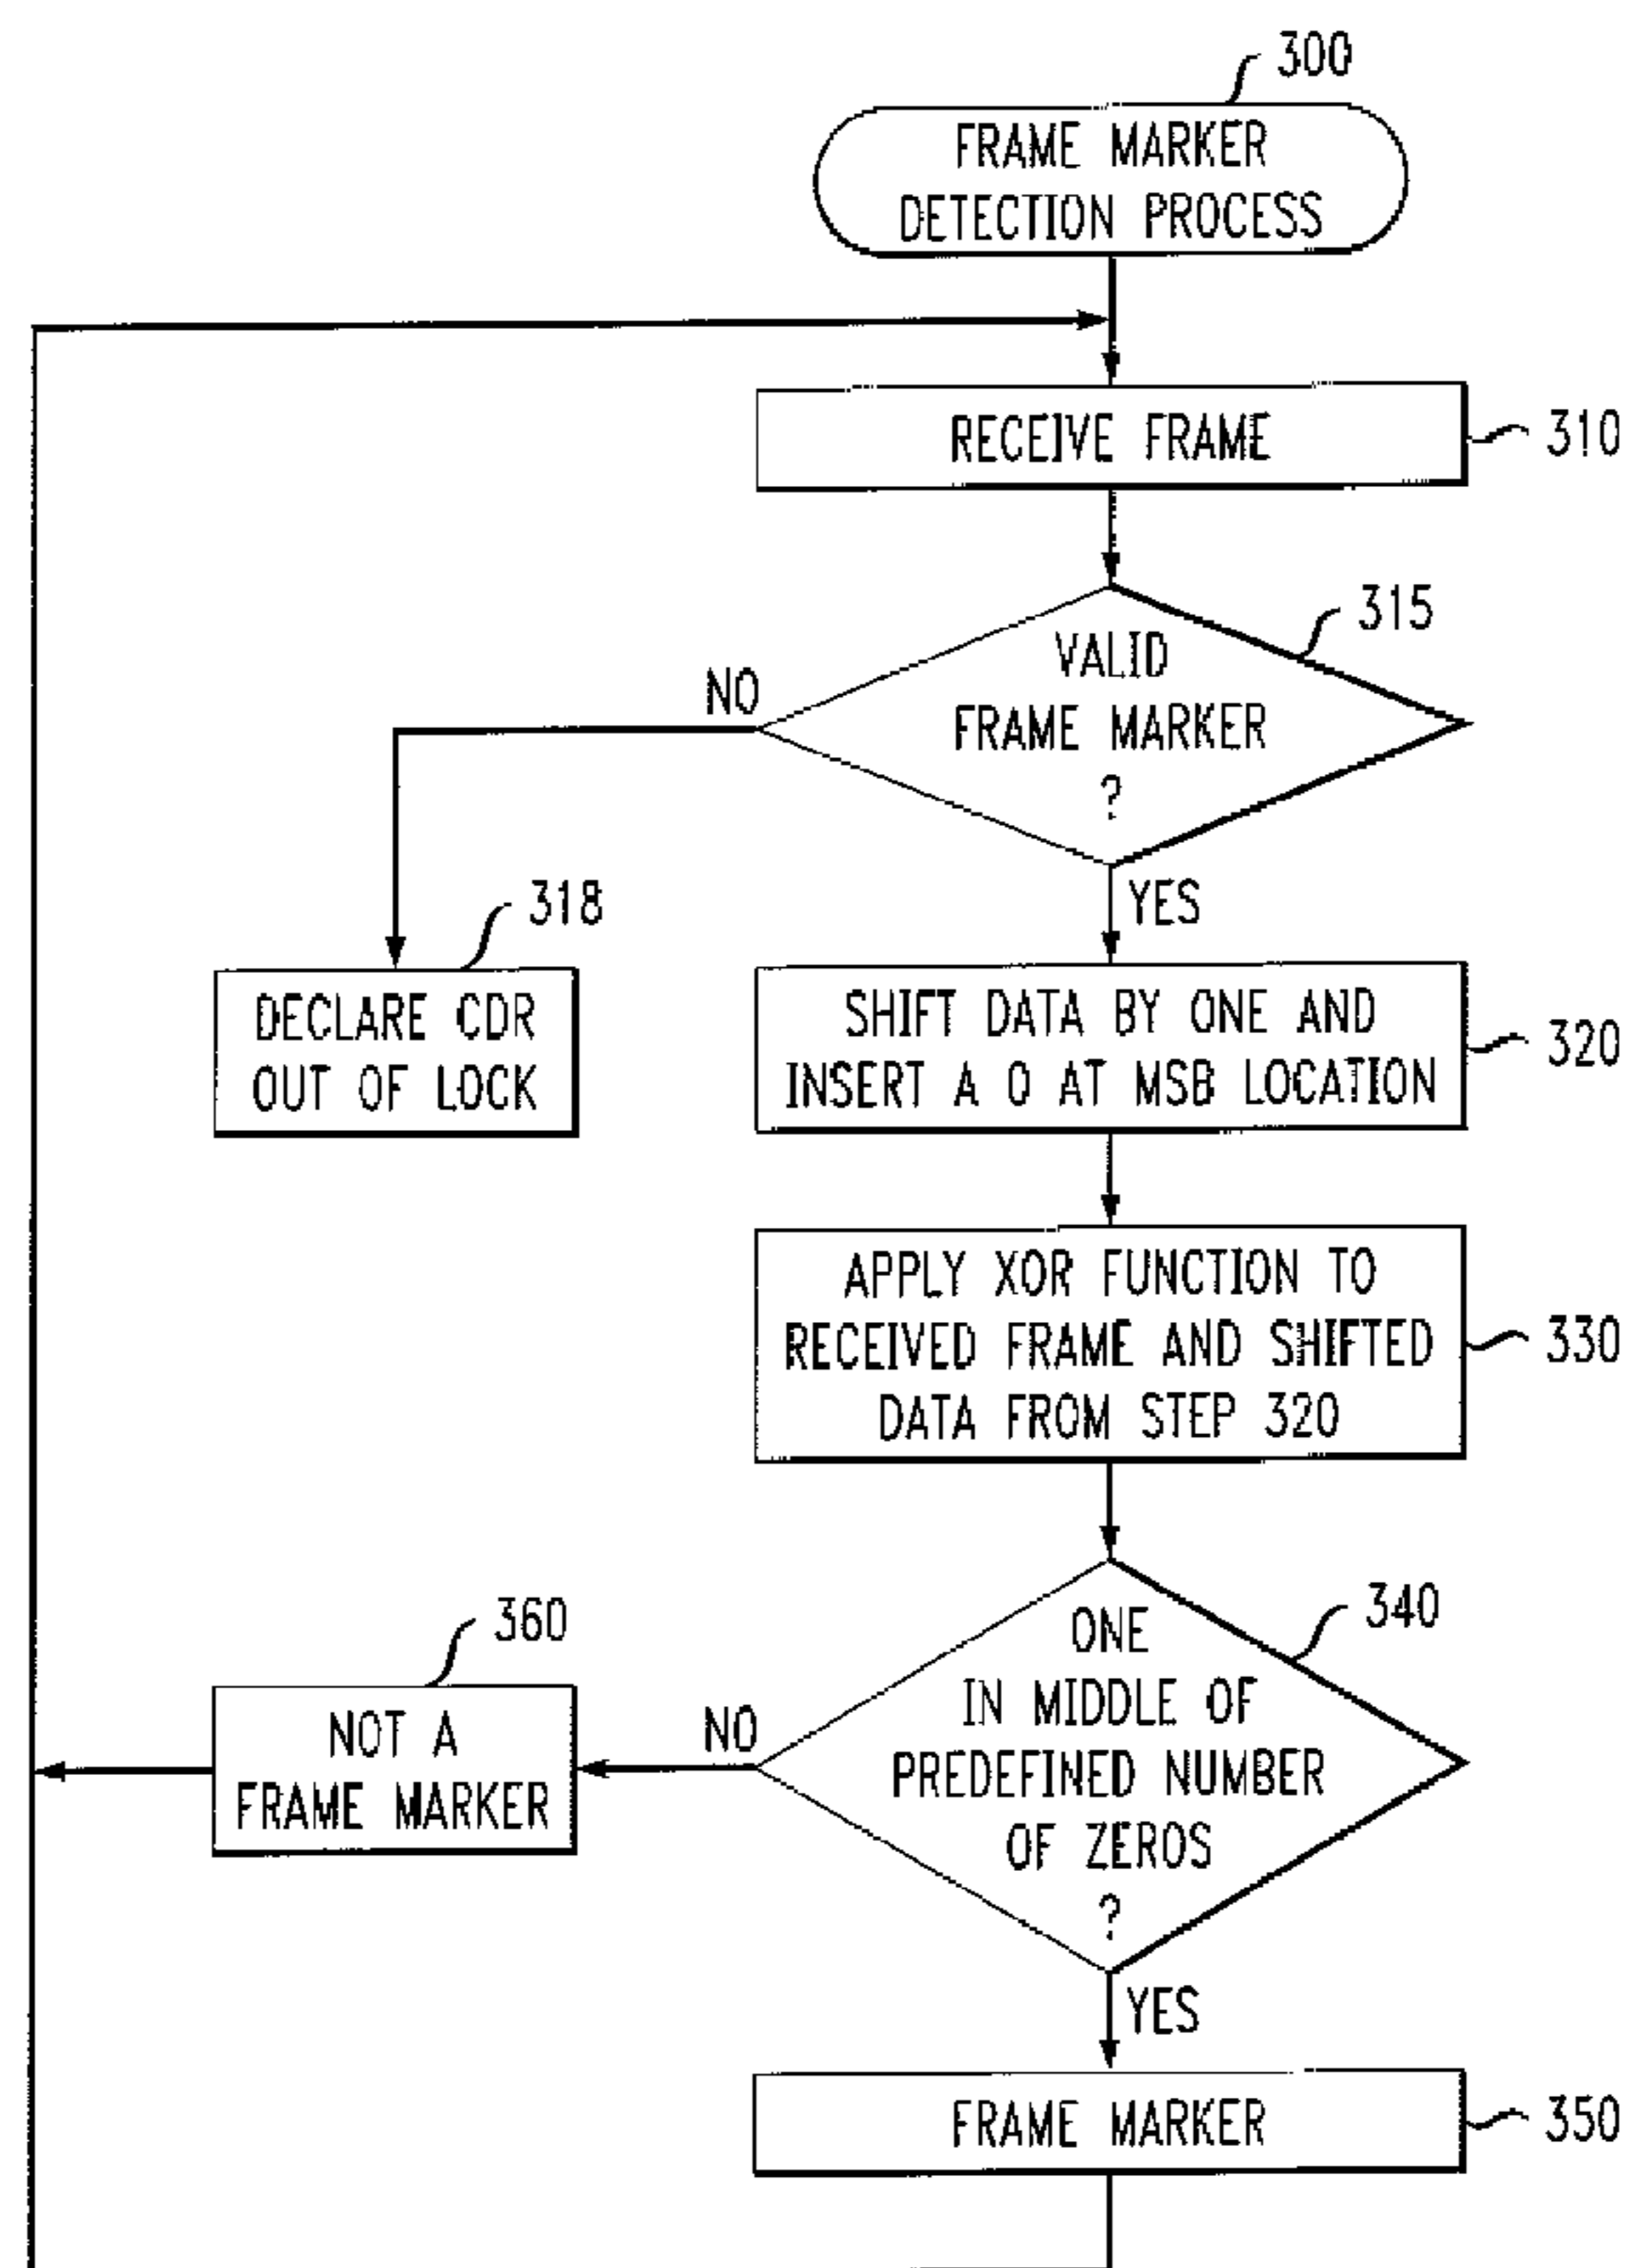 300
FRAME MARKER
DETECTION PROCESS
RECEIVE FRAME
310
315
VALID
FRAME MARKER
?
NO
YES
318
DECLARE CDR
OUT OF LOCK
SHIFT DATA BY ONE AND
INSERT A 0 AT MSB LOCATION
320
APPLY XOR FUNCTION TO
RECEIVED FRAME AND SHIFTED
DATA FROM STEP 320
330
340
ONE
IN MIDDLE OF
PREDEFINED NUMBER
OF ZEROS
?
NO
360
NOT A
FRAME MARKER
YES
FRAME MARKER
350